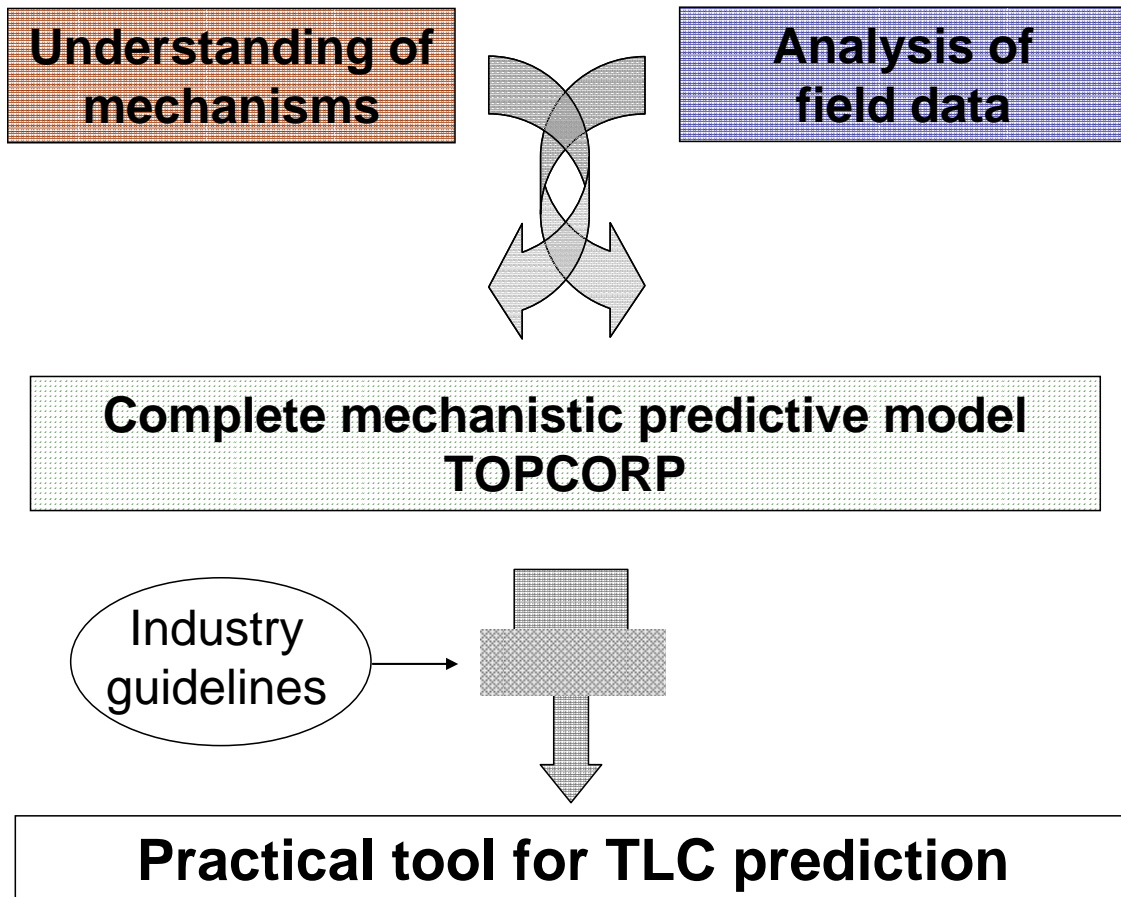 Understanding of
mechanisms
Analysis of
field data
Complete mechanistic predictive model
TOPCORP
Industry
guidelines
Practical tool for TLC prediction